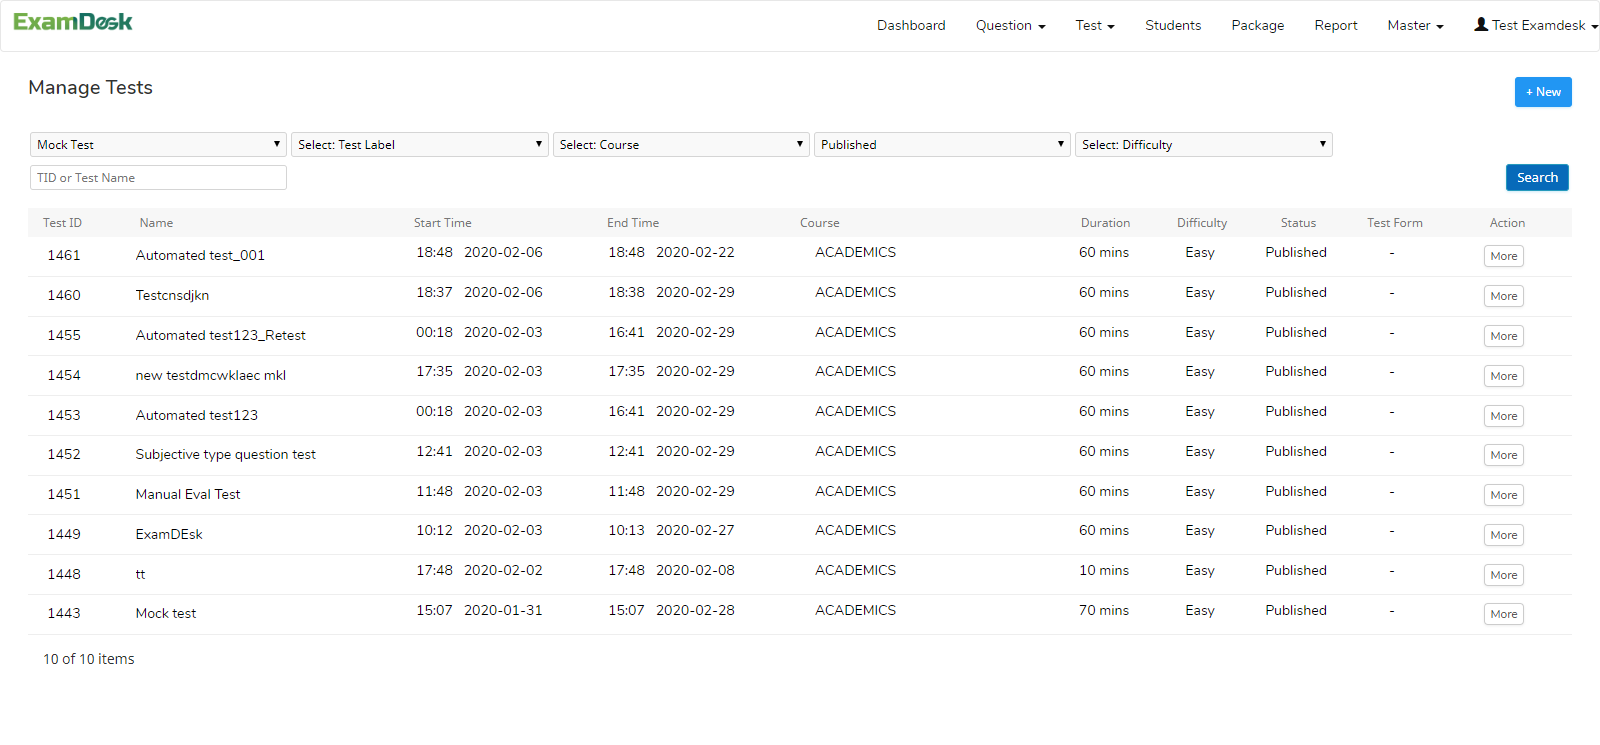 ExamDesk Dashboard Question Test Students Package Report Master Test Examdesk
Manage Tests
+ New
Mock Test Select: Test Label Select: Course Published Select: Difficulty
TID or Test Name Search
Test ID Name Start Time End Time Course Duration Difficulty Status Test Form Action
1461 Automated test_001 18:48 2020-02-06 18:48 2020-02-22 ACADEMICS 60 mins Easy Published - More
1460 Testcnsdjkn 18:37 2020-02-06 18:38 2020-02-29 ACADEMICS 60 mins Easy Published - More
1455 Automated test123_Retest 00:18 2020-02-03 16:41 2020-02-29 ACADEMICS 60 mins Easy Published - More
1454 new testdmcwklaec mkl 17:35 2020-02-03 17:35 2020-02-29 ACADEMICS 60 mins Easy Published - More
1453 Automated test123 00:18 2020-02-03 16:41 2020-02-29 ACADEMICS 60 mins Easy Published - More
1452 Subjective type question test 12:41 2020-02-03 12:41 2020-02-29 ACADEMICS 60 mins Easy Published - More
1451 Manual Eval Test 11:48 2020-02-03 11:48 2020-02-29 ACADEMICS 60 mins Easy Published - More
1449 ExamDEsk 10:12 2020-02-03 10:13 2020-02-27 ACADEMICS 60 mins Easy Published - More
1448 tt 17:48 2020-02-02 17:48 2020-02-08 ACADEMICS 10 mins Easy Published - More
1443 Mock test 15:07 2020-01-31 15:07 2020-02-28 ACADEMICS 70 mins Easy Published - More
10 of 10 items